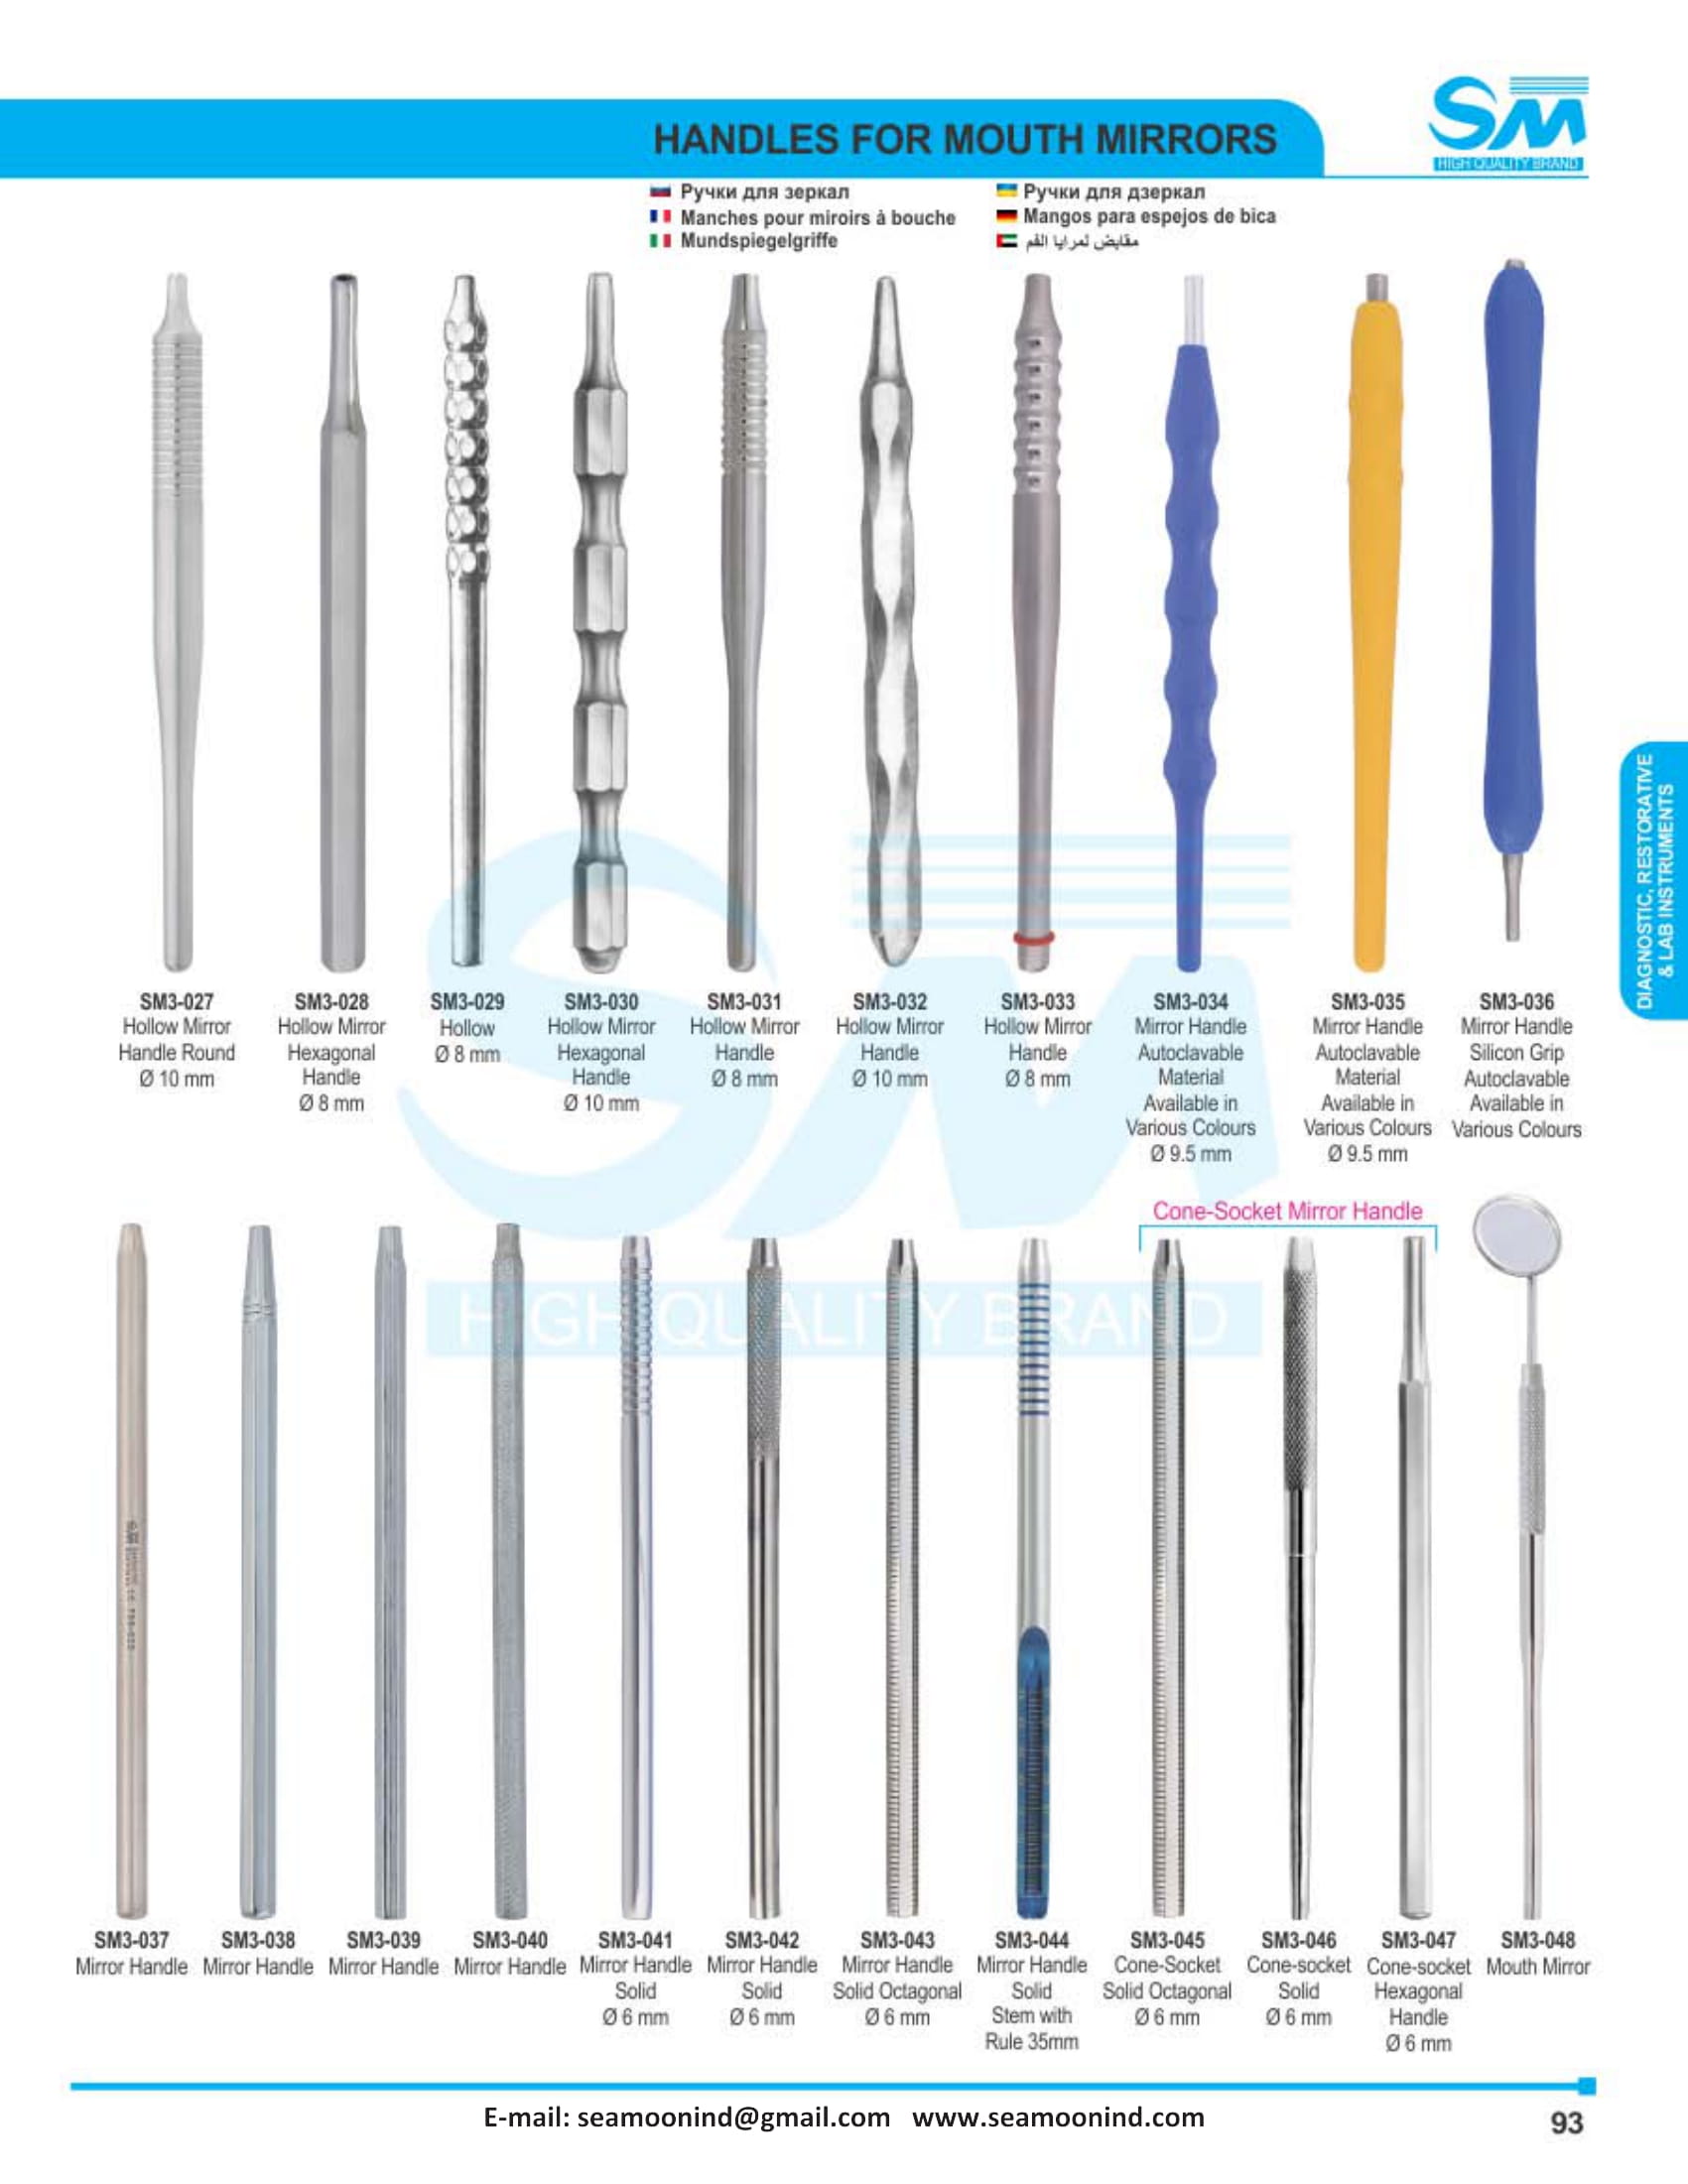 SM
HIGH QUALITY BRAND
HANDLES FOR MOUTH MIRRORS
Ручки для зеркал
Ручки для дзеркал
Manches pour miroirs à bouche
Mangos para espejos de bica
Mundspiegelgriffe
مقابض لمرايا الفم
DIAGNOSTIC, RESTORATIVE
& LAB INSTRUMENTS
SM3-027
Hollow Mirror
Handle Round
Ø 10 mm
SM3-028
Hollow Mirror
Hexagonal
Handle
Ø 8 mm
SM3-029
Hollow
Ø 8 mm
SM3-030
Hollow Mirror
Hexagonal
Handle
Ø 10 mm
SM3-031
Hollow Mirror
Handle
Ø 8 mm
SM3-032
Hollow Mirror
Handle
Ø 10 mm
SM3-033
Hollow Mirror
Handle
Ø 8 mm
SM3-034
Mirror Handle
Autoclavable
Material
Available in
Various Colours
Ø 9.5 mm
SM3-035
Mirror Handle
Autoclavable
Material
Available in
Various Colours
Ø 9.5 mm
SM3-036
Mirror Handle
Silicon Grip
Autoclavable
Available in
Various Colours
SM
HIGH QUALITY BRAND
Cone-Socket Mirror Handle
SM3-037
Mirror Handle
SM3-038
Mirror Handle
SM3-039
Mirror Handle
SM3-040
Mirror Handle
SM3-041
Mirror Handle
Solid
Ø 6 mm
SM3-042
Mirror Handle
Solid
Ø 6 mm
SM3-043
Mirror Handle
Solid Octagonal
Ø 6 mm
SM3-044
Mirror Handle
Solid
Stem with
Rule 35mm
SM3-045
Cone-Socket
Solid Octagonal
Ø 6 mm
SM3-046
Cone-socket
Solid
Ø 6 mm
SM3-047
Cone-socket
Hexagonal
Handle
Ø 6 mm
SM3-048
Mouth Mirror
E-mail: seamoonind@gmail.com www.seamoonind.com
93